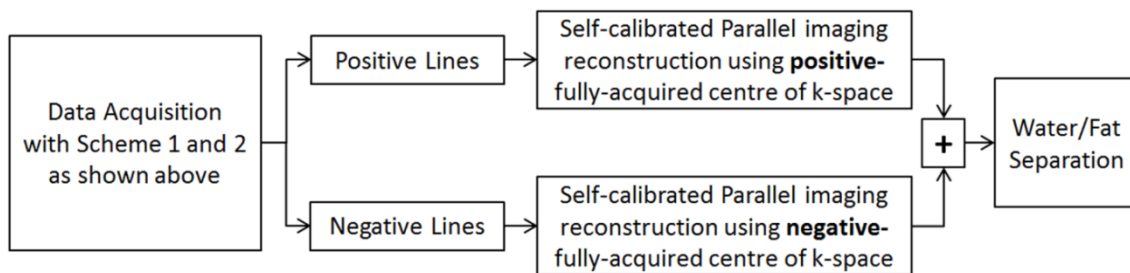 Data Acquisition
with Scheme 1 and 2
as shown above
Positive Lines
Self-calibrated Parallel imaging
reconstruction using positive-
fully-acquired centre of k-space
Negative Lines
Self-calibrated Parallel imaging
reconstruction using negative-
fully-acquired centre of k-space
+
Water/Fat
Separation